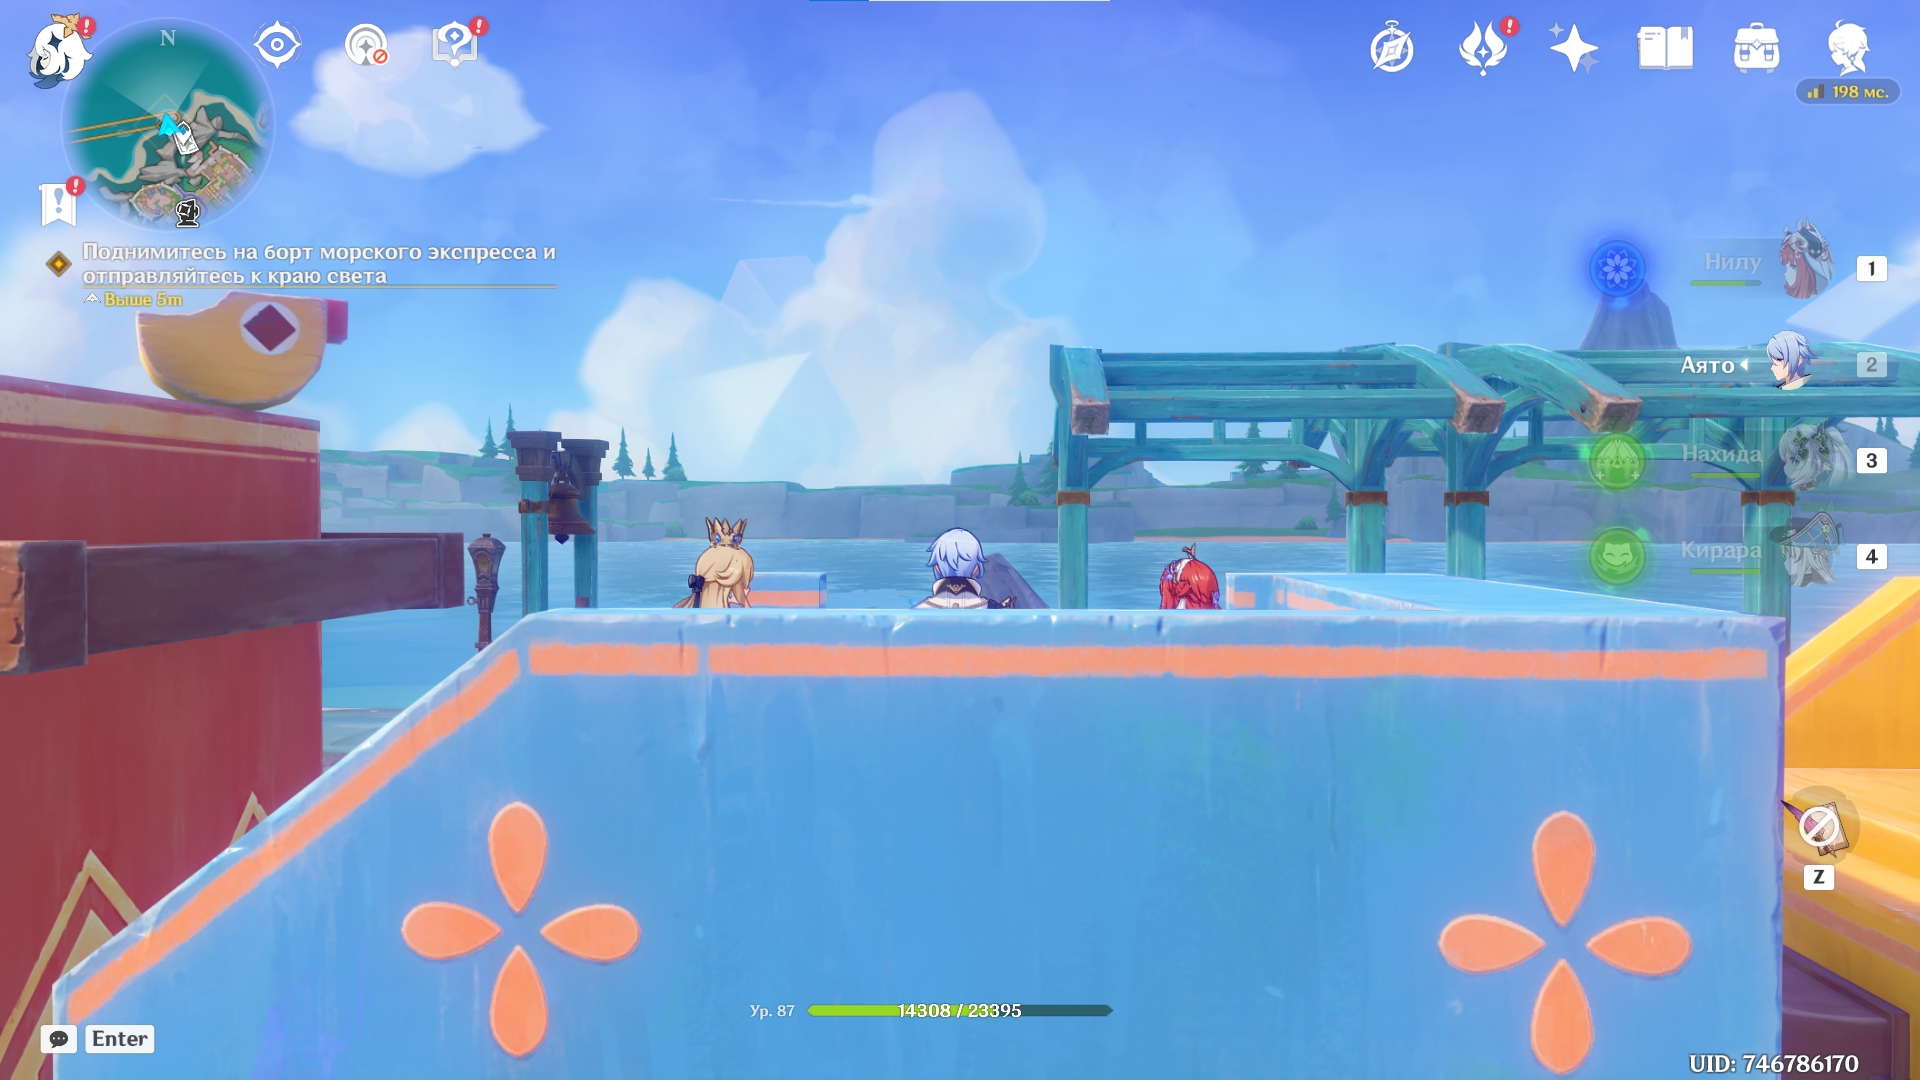 N
198 мс.
Поднимитесь на борт морского экспресса и
отправляйтесь к краю света
Выше 5m
Нилу
1
Аято
2
Нахида
3
Кирара
4
Z
Ур. 87
14308 / 23395
Enter
UID: 746786170